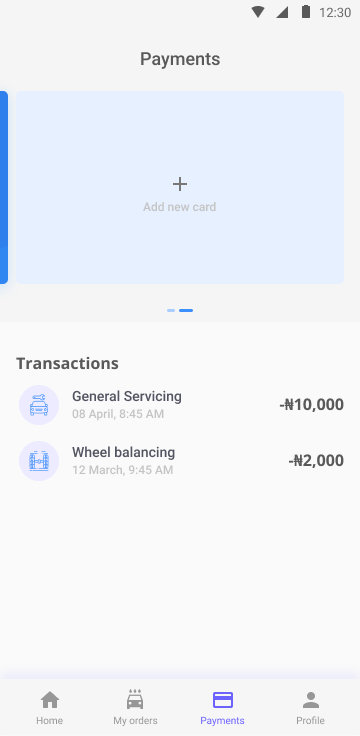 12:30
Payments
Add new card
Transactions
General Servicing
08 April, 8:45 AM
-₦10,000
Wheel balancing
12 March, 9:45 AM
-₦2,000
Home
My orders
Payments
Profile